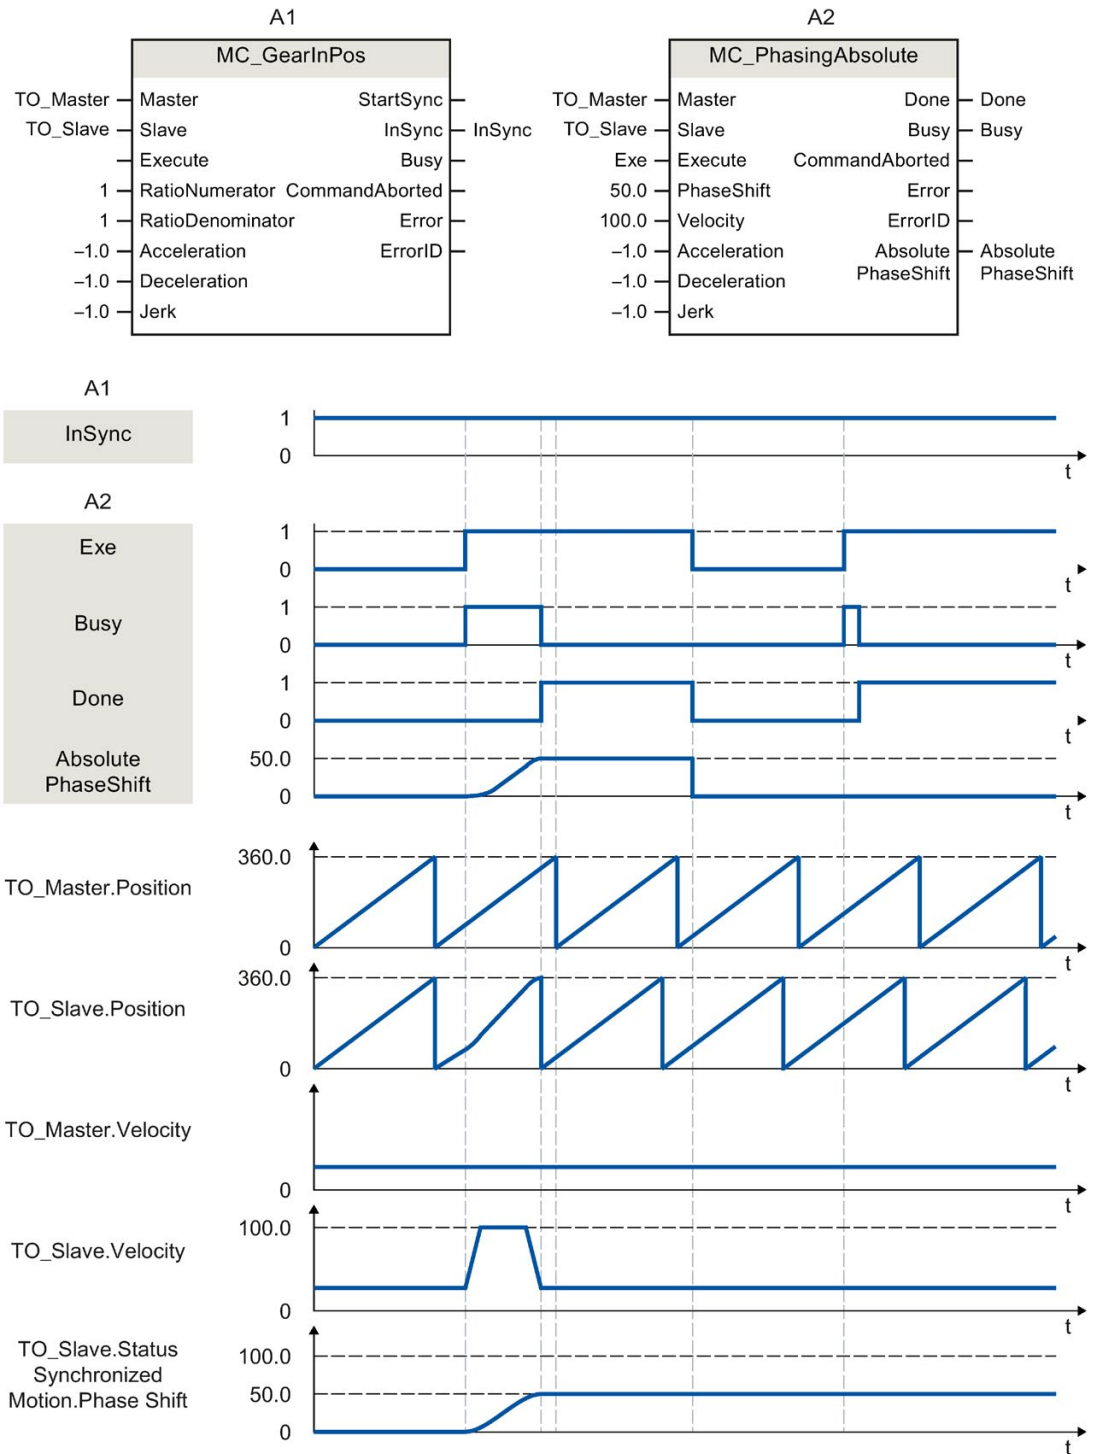 A1
MC_GearInPos
TO_Master Master StartSync
TO_Slave Slave InSync InSync
Execute Busy
1 RatioNumerator CommandAborted
1 RatioDenominator Error
–1.0 Acceleration ErrorID
–1.0 Deceleration
–1.0 Jerk
A2
MC_PhasingAbsolute
TO_Master Master Done Done
TO_Slave Slave Busy Busy
Exe Execute CommandAborted
50.0 PhaseShift Error
100.0 Velocity ErrorID
–1.0 Acceleration Absolute Absolute
–1.0 Deceleration PhaseShift PhaseShift
–1.0 Jerk
A1
InSync
1
0
t
A2
Exe
1
0
t
Busy
1
0
t
Done
1
0
t
Absolute
PhaseShift
50.0
0
t
TO_Master.Position
360.0
0
t
TO_Slave.Position
360.0
0
t
TO_Master.Velocity
0
t
TO_Slave.Velocity
100.0
0
t
TO_Slave.Status
Synchronized
Motion.Phase Shift
100.0
50.0
0
t